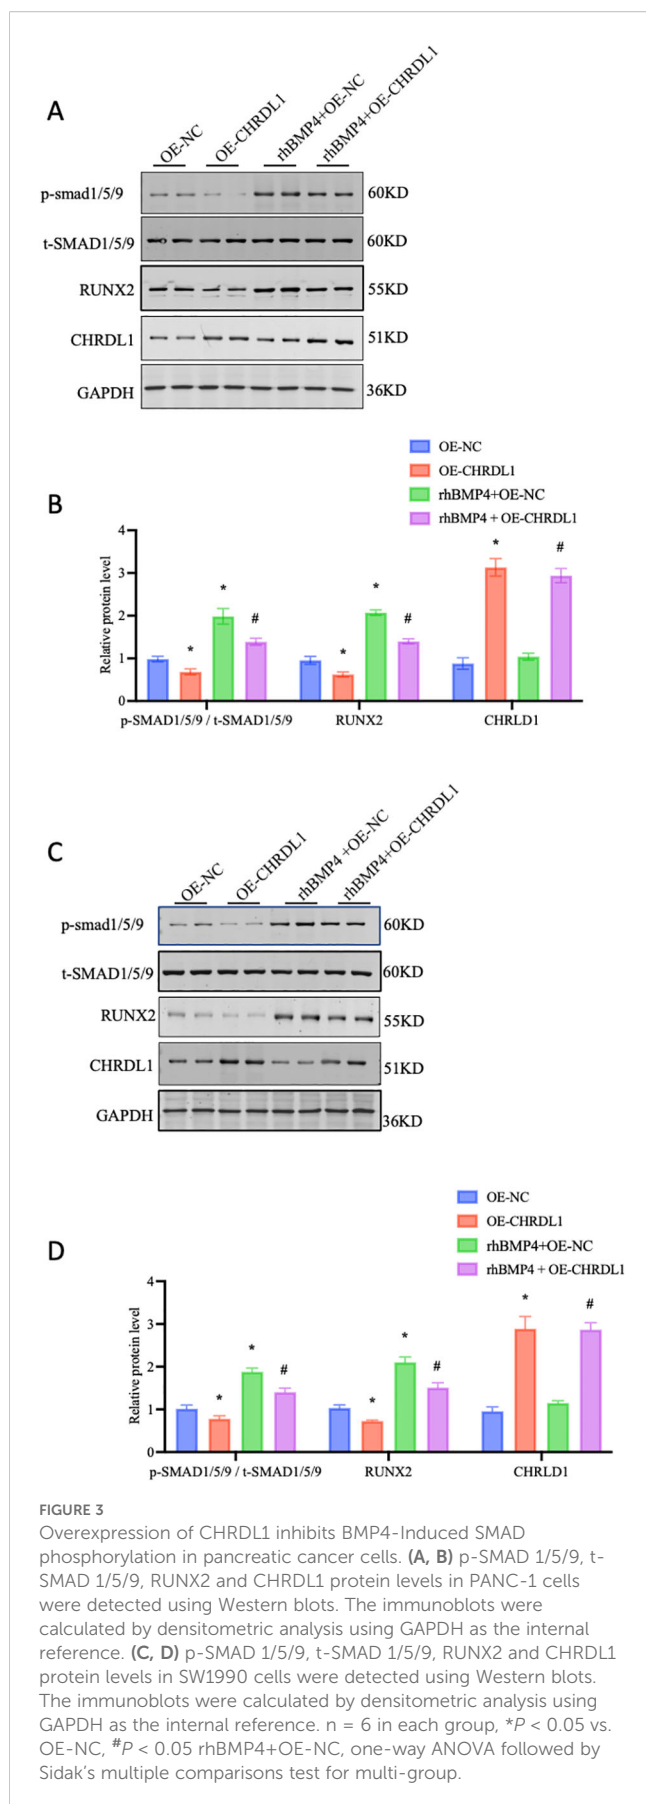 A
OE-NC
OE-CHRDL1
rhBMP4+OE-NC
rhBMP4+OE-CHRDL1
p-smad1/5/9
60KD
t-SMAD1/5/9
60KD
RUNX2
55KD
CHRDL1
51KD
GAPDH
36KD
OE-NC
OE-CHRDL1
rhBMP4+OE-NC
rhBMP4 + OE-CHRDL1
B
Relative protein level
4
3
2
1
0
*
*
#
*
*
#
*
#
p-SMAD1/5/9 / t-SMAD1/5/9
RUNX2
CHRLD1
C
OE-NC
OE-CHRDL1
rhBMP4 +OE-NC
rhBMP4+OE-CHRDL1
p-smad1/5/9
60KD
t-SMAD1/5/9
60KD
RUNX2
55KD
CHRDL1
51KD
GAPDH
36KD
OE-NC
OE-CHRDL1
rhBMP4+OE-NC
rhBMP4 + OE-CHRDL1
D
Relative protein level
4
3
2
1
0
*
*
#
*
*
#
*
#
p-SMAD1/5/9 / t-SMAD1/5/9
RUNX2
CHRLD1
FIGURE 3
Overexpression of CHRDL1 inhibits BMP4-Induced SMAD
phosphorylation in pancreatic cancer cells. (A, B) p-SMAD 1/5/9, t-
SMAD 1/5/9, RUNX2 and CHRDL1 protein levels in PANC-1 cells
were detected using Western blots. The immunoblots were
calculated by densitometric analysis using GAPDH as the internal
reference. (C, D) p-SMAD 1/5/9, t-SMAD 1/5/9, RUNX2 and CHRDL1
protein levels in SW1990 cells were detected using Western blots.
The immunoblots were calculated by densitometric analysis using
GAPDH as the internal reference. n = 6 in each group, *P < 0.05 vs.
OE-NC, #P < 0.05 rhBMP4+OE-NC, one-way ANOVA followed by
Sidak's multiple comparisons test for multi-group.